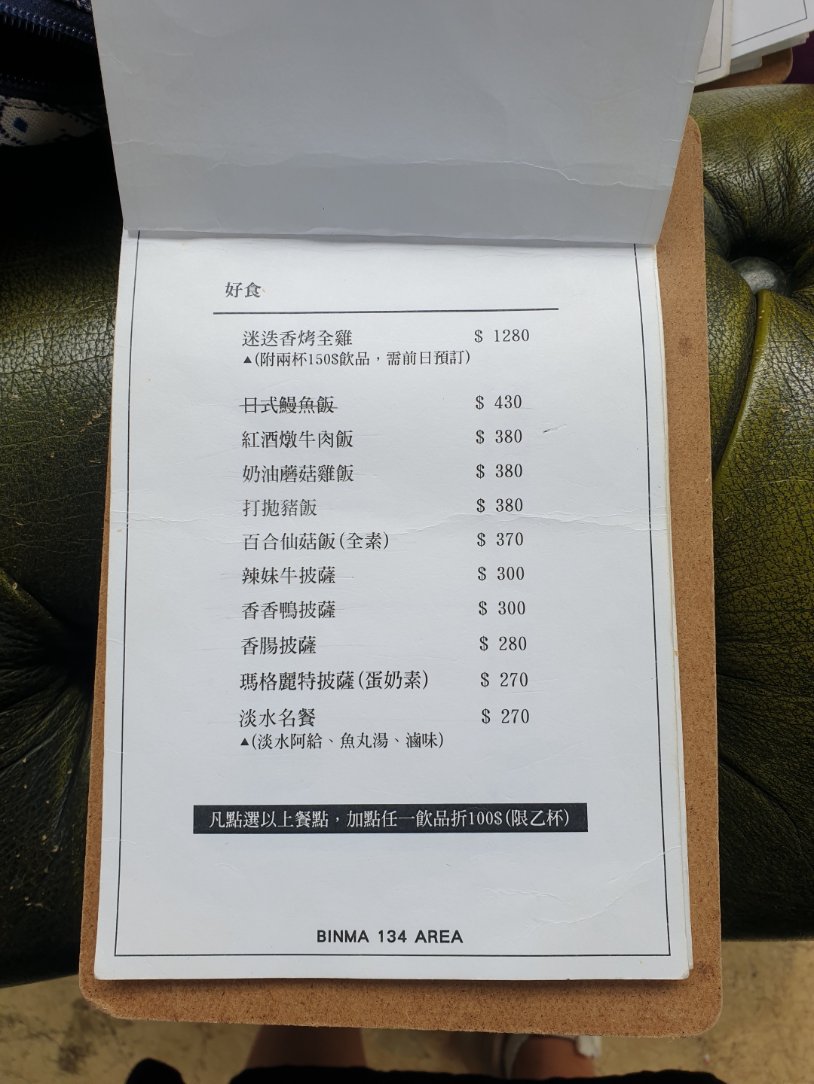 好食
迷迭香烤全雞 $ 1280
▲(附兩杯150$飲品，需前日預訂)
日式鰻魚飯 $ 430
紅酒燉牛肉飯 $ 380
奶油蘑菇雞飯 $ 380
打拋豬飯 $ 380
百合仙菇飯(全素) $ 370
辣妹牛披薩 $ 300
香香鴨披薩 $ 300
香腸披薩 $ 280
瑪格麗特披薩(蛋奶素) $ 270
淡水名餐 $ 270
▲(淡水阿給、魚丸湯、滷味)
凡點選以上餐點，加點任一飲品折100$(限乙杯)
BINMA 134 AREA